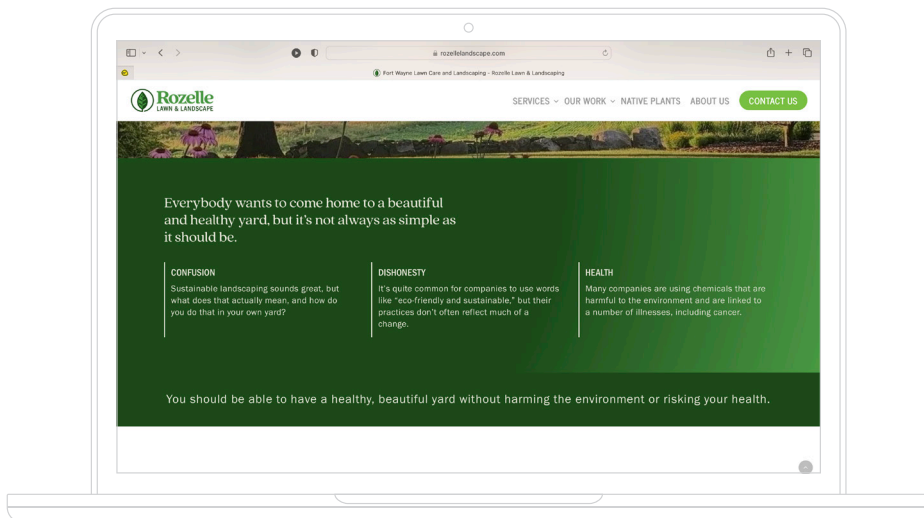 rozellelandscape.com
Fort Wayne Lawn Care and Landscaping - Rozelle Lawn & Landscaping
Rozelle
LAWN & LANDSCAPE
SERVICES OUR WORK NATIVE PLANTS ABOUT US CONTACT US
Everybody wants to come home to a beautiful
and healthy yard, but it's not always as simple as
it should be.
CONFUSION
Sustainable landscaping sounds great, but
what does that actually mean, and how do
you do that in your own yard?
DISHONESTY
It's quite common for companies to use words
like "eco-friendly and sustainable," but their
practices don't often reflect much of a
change.
HEALTH
Many companies are using chemicals that are
harmful to the environment and are linked to
a number of illnesses, including cancer.
You should be able to have a healthy, beautiful yard without harming the environment or risking your health.